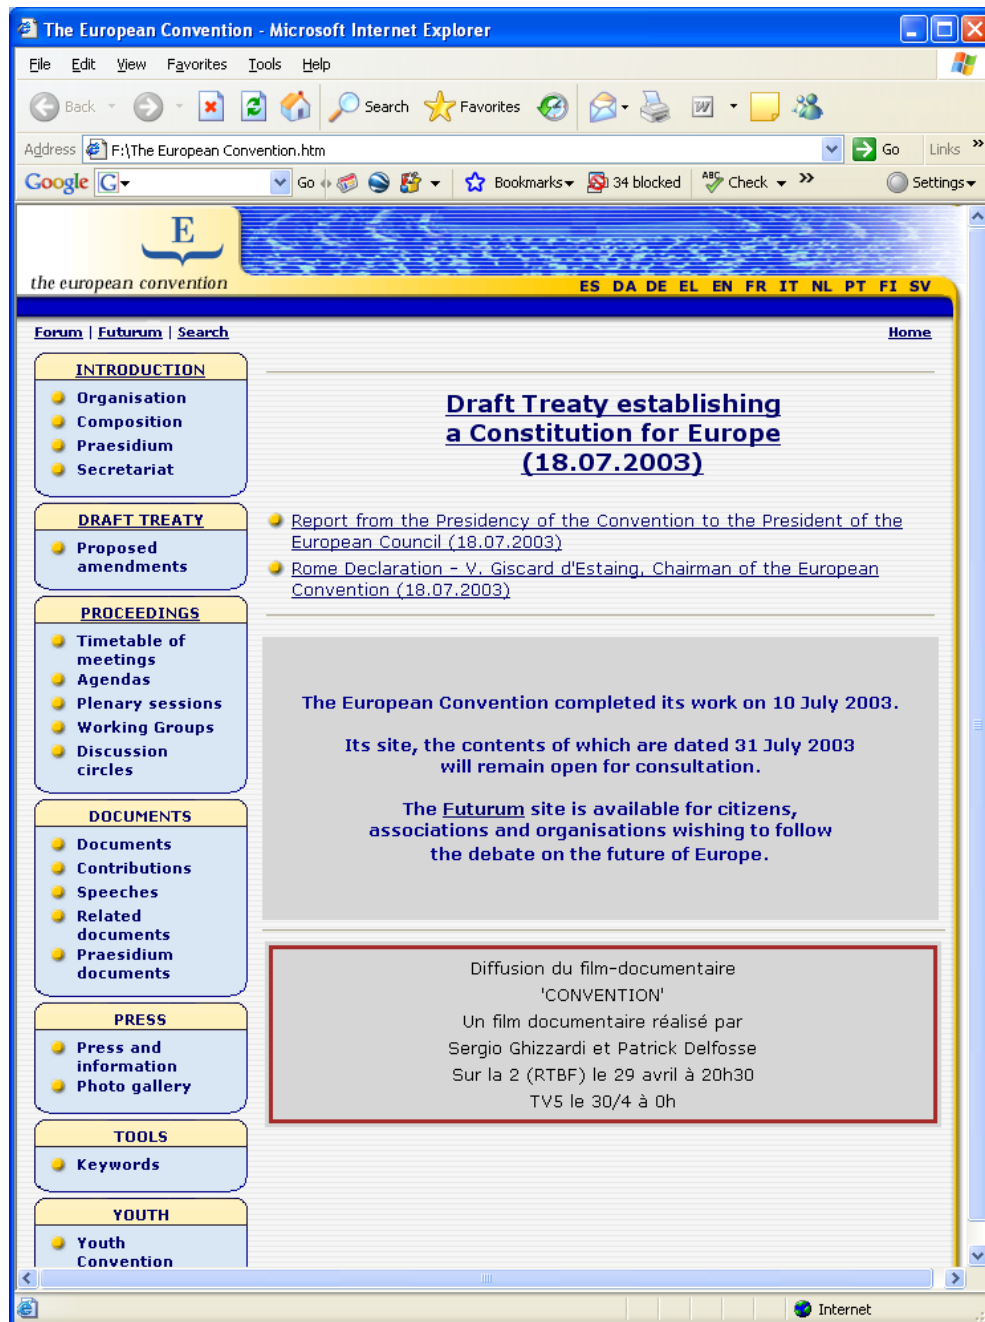 The European Convention - Microsoft Internet Explorer
File Edit View Favorites Tools Help
Back Search Favorites
Address F:\The European Convention.htm Go Links »
Google G Go Bookmarks 34 blocked ABC Check » Settings
E
the european convention
ES DA DE EL EN FR IT NL PT FI SV
Forum | Futurum | Search
Home
INTRODUCTION
Organisation
Composition
Praesidium
Secretariat
DRAFT TREATY
Proposed
amendments
PROCEEDINGS
Timetable of
meetings
Agendas
Plenary sessions
Working Groups
Discussion
circles
DOCUMENTS
Documents
Contributions
Speeches
Related
documents
Praesidium
documents
PRESS
Press and
information
Photo gallery
TOOLS
Keywords
YOUTH
Youth
Convention
Draft Treaty establishing
a Constitution for Europe
(18.07.2003)
Report from the Presidency of the Convention to the President of the
European Council (18.07.2003)
Rome Declaration - V. Giscard d'Estaing, Chairman of the European
Convention (18.07.2003)
The European Convention completed its work on 10 July 2003.
Its site, the contents of which are dated 31 July 2003
will remain open for consultation.
The Futurum site is available for citizens,
associations and organisations wishing to follow
the debate on the future of Europe.
Diffusion du film-documentaire
'CONVENTION'
Un film documentaire réalisé par
Sergio Ghizzardi et Patrick Delfosse
Sur la 2 (RTBF) le 29 avril à 20h30
TV5 le 30/4 à 0h
Internet